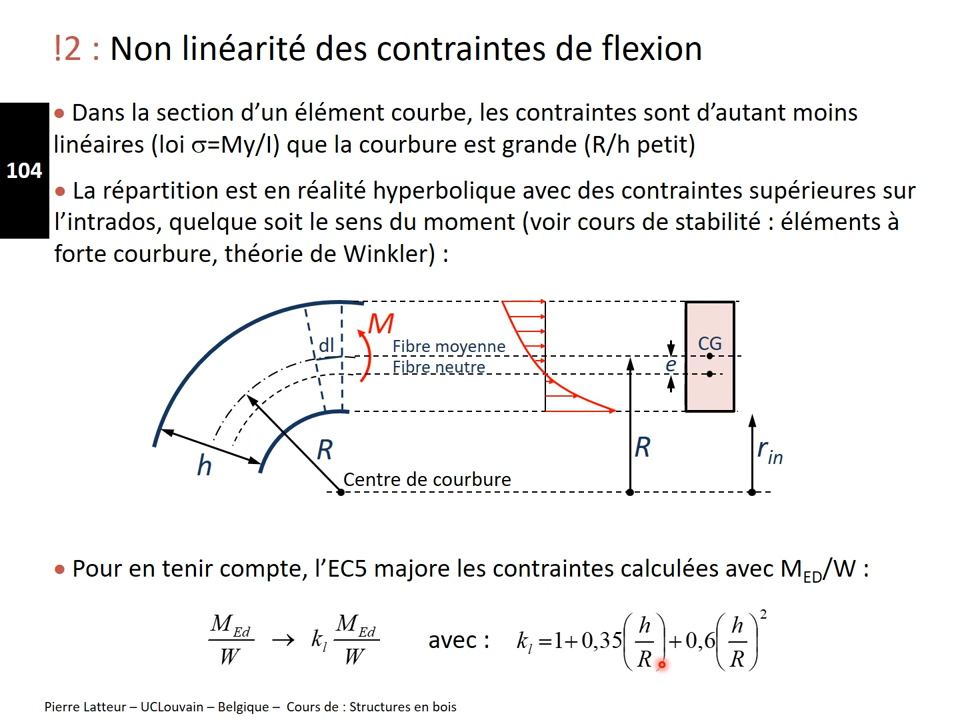 !2 : Non linéarité des contraintes de flexion
104
• Dans la section d'un élément courbe, les contraintes sont d'autant moins
linéaires (loi σ=My/I) que la courbure est grande (R/h petit)
• La répartition est en réalité hyperbolique avec des contraintes supérieures sur
l'intrados, quelque soit le sens du moment (voir cours de stabilité : éléments à
forte courbure, théorie de Winkler) :
M
dl
Fibre moyenne
Fibre neutre
CG
e
R
h
R
r_in
Centre de courbure
• Pour en tenir compte, l'EC5 majore les contraintes calculées avec M_ED/W :
M_Ed/W → k_l M_Ed/W avec : k_l =1+0,35(h/R)+0,6(h/R)²
Pierre Latteur – UCLouvain – Belgique – Cours de : Structures en bois